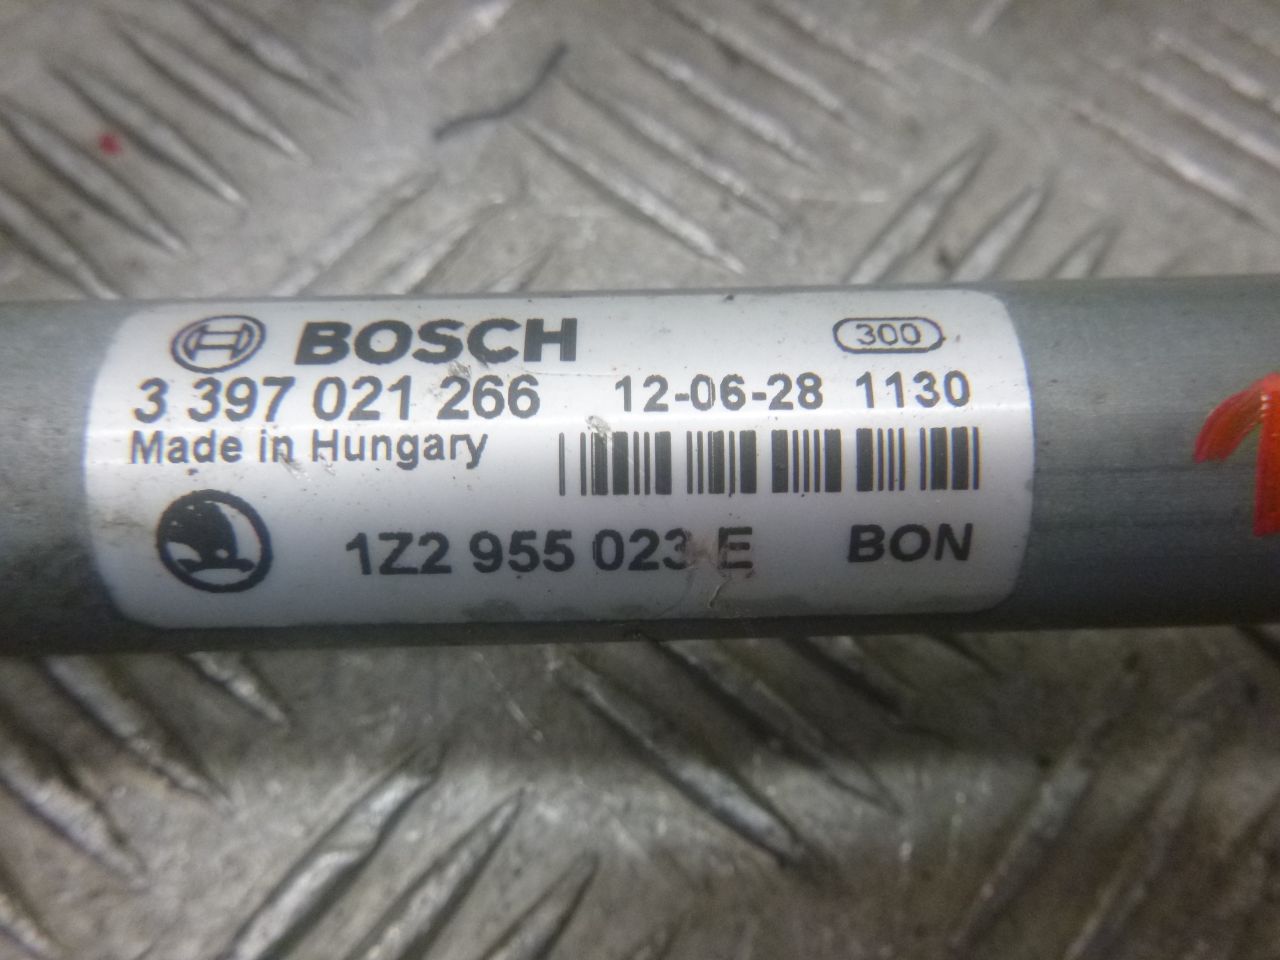 BOSCH 300
3 397 021 266 12-06-28 1130
Made in Hungary
1Z2 955 023 E BON